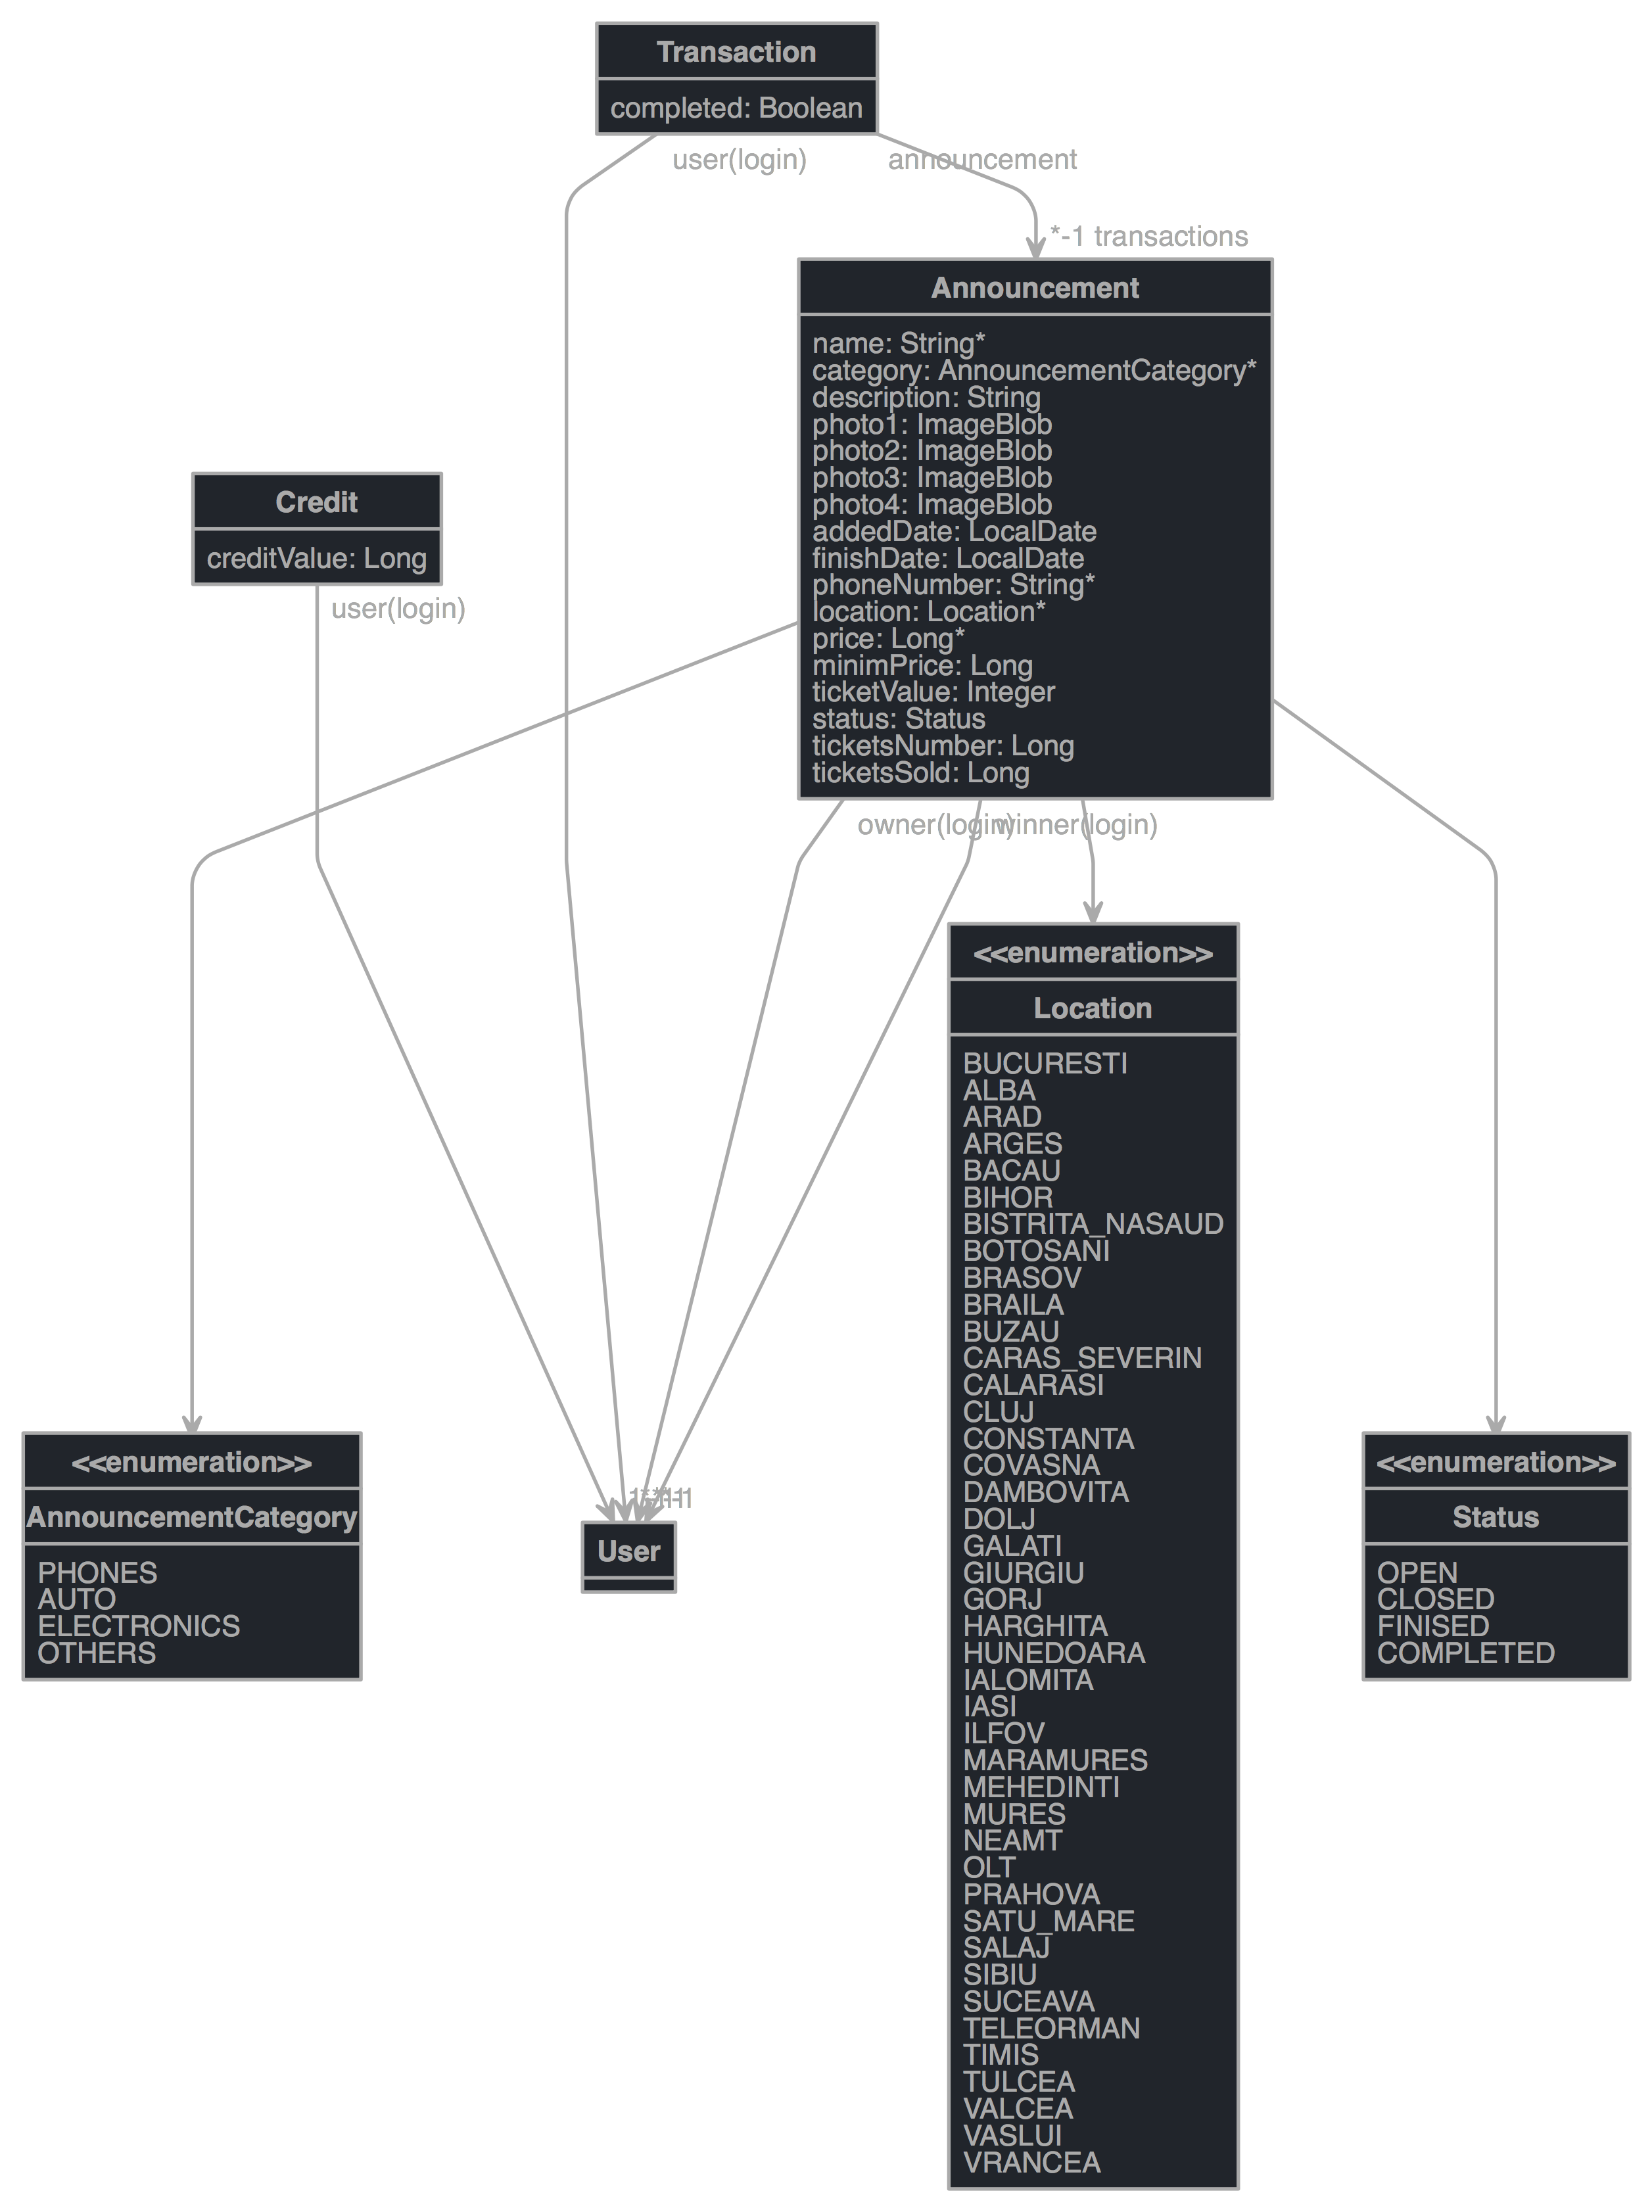 Transaction
completed: Boolean
user(login)
announcement
*-1 transactions
Announcement
name: String*
category: AnnouncementCategory*
description: String
photo1: ImageBlob
photo2: ImageBlob
photo3: ImageBlob
photo4: ImageBlob
addedDate: LocalDate
finishDate: LocalDate
phoneNumber: String*
location: Location*
price: Long*
minimPrice: Long
ticketValue: Integer
status: Status
ticketsNumber: Long
ticketsSold: Long
Credit
creditValue: Long
user(login)
owner(login)
winner(login)
<<enumeration>>
Location
BUCURESTI
ALBA
ARAD
ARGES
BACAU
BIHOR
BISTRITA_NASAUD
BOTOSANI
BRASOV
BRAILA
BUZAU
CARAS_SEVERIN
CALARASI
CLUJ
CONSTANTA
COVASNA
DAMBOVITA
DOLJ
GALATI
GIURGIU
GORJ
HARGHITA
HUNEDOARA
IALOMITA
IASI
ILFOV
MARAMURES
MEHEDINTI
MURES
NEAMT
OLT
PRAHOVA
SATU_MARE
SALAJ
SIBIU
SUCEAVA
TELEORMAN
TIMIS
TULCEA
VALCEA
VASLUI
VRANCEA
<<enumeration>>
AnnouncementCategory
PHONES
AUTO
ELECTRONICS
OTHERS
User
<<enumeration>>
Status
OPEN
CLOSED
FINISED
COMPLETED